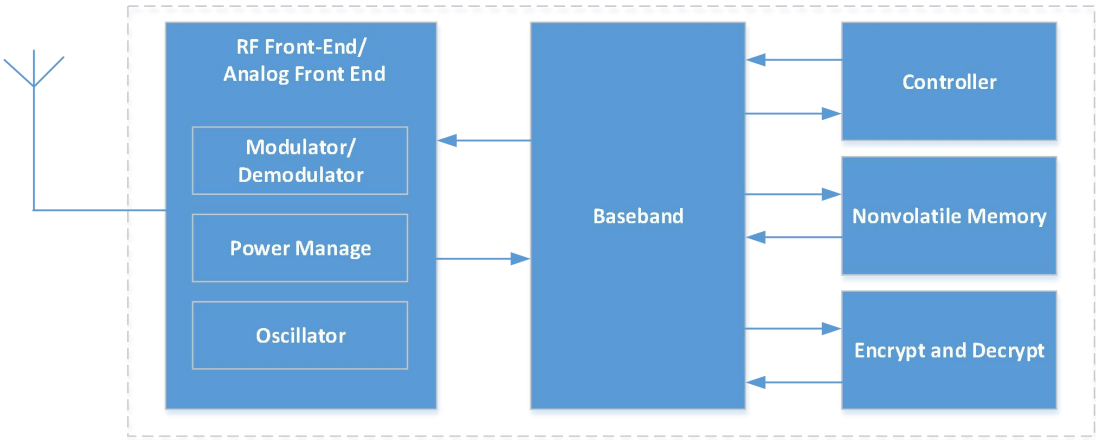 RF Front-End/
Analog Front End
Modulator/
Demodulator
Power Manage
Oscillator
Baseband
Controller
Nonvolatile Memory
Encrypt and Decrypt